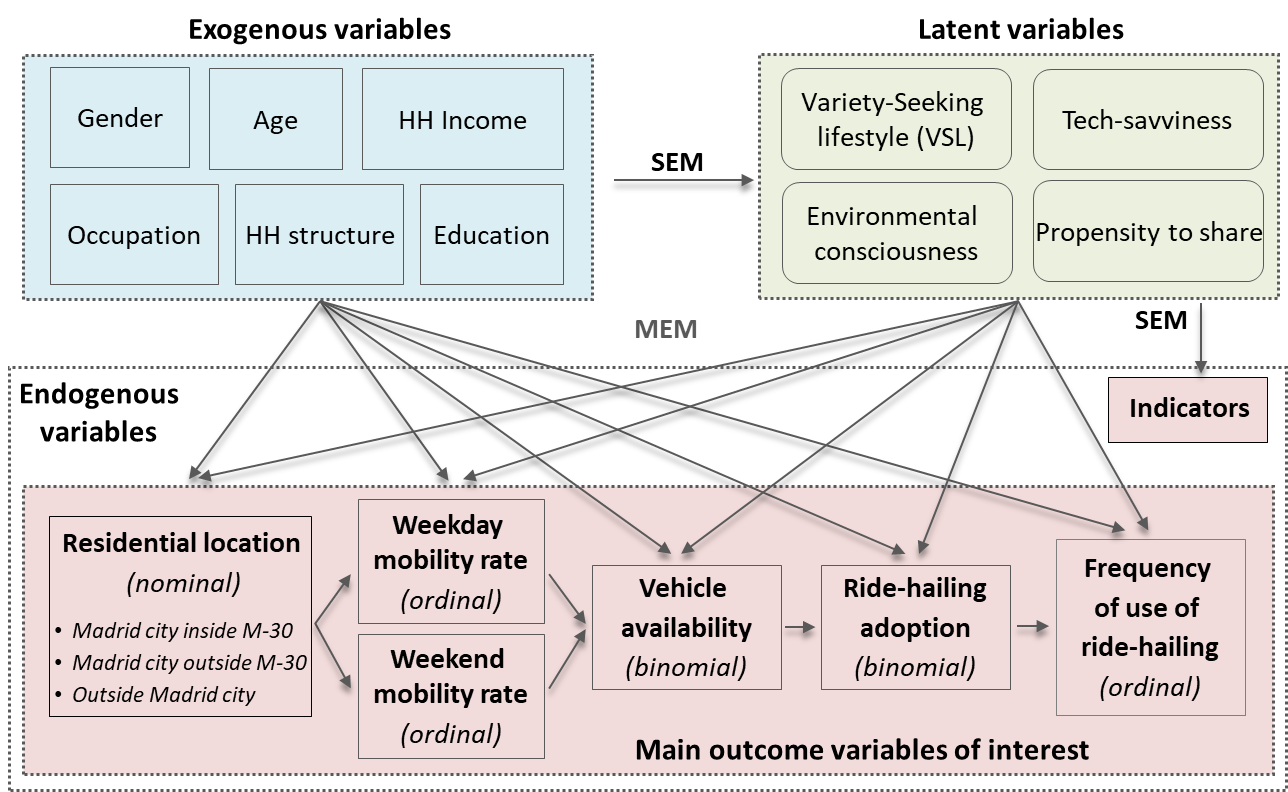 Exogenous variables
Latent variables
Gender
Age
HH Income
Occupation
HH structure
Education
SEM
Variety-Seeking
lifestyle (VSL)
Tech-savviness
Environmental
consciousness
Propensity to share
MEM
SEM
Endogenous
variables
Indicators
Residential location
(nominal)
• Madrid city inside M-30
• Madrid city outside M-30
• Outside Madrid city
Weekday
mobility rate
(ordinal)
Weekend
mobility rate
(ordinal)
Vehicle
availability
(binomial)
Ride-hailing
adoption
(binomial)
Frequency
of use of
ride-hailing
(ordinal)
Main outcome variables of interest